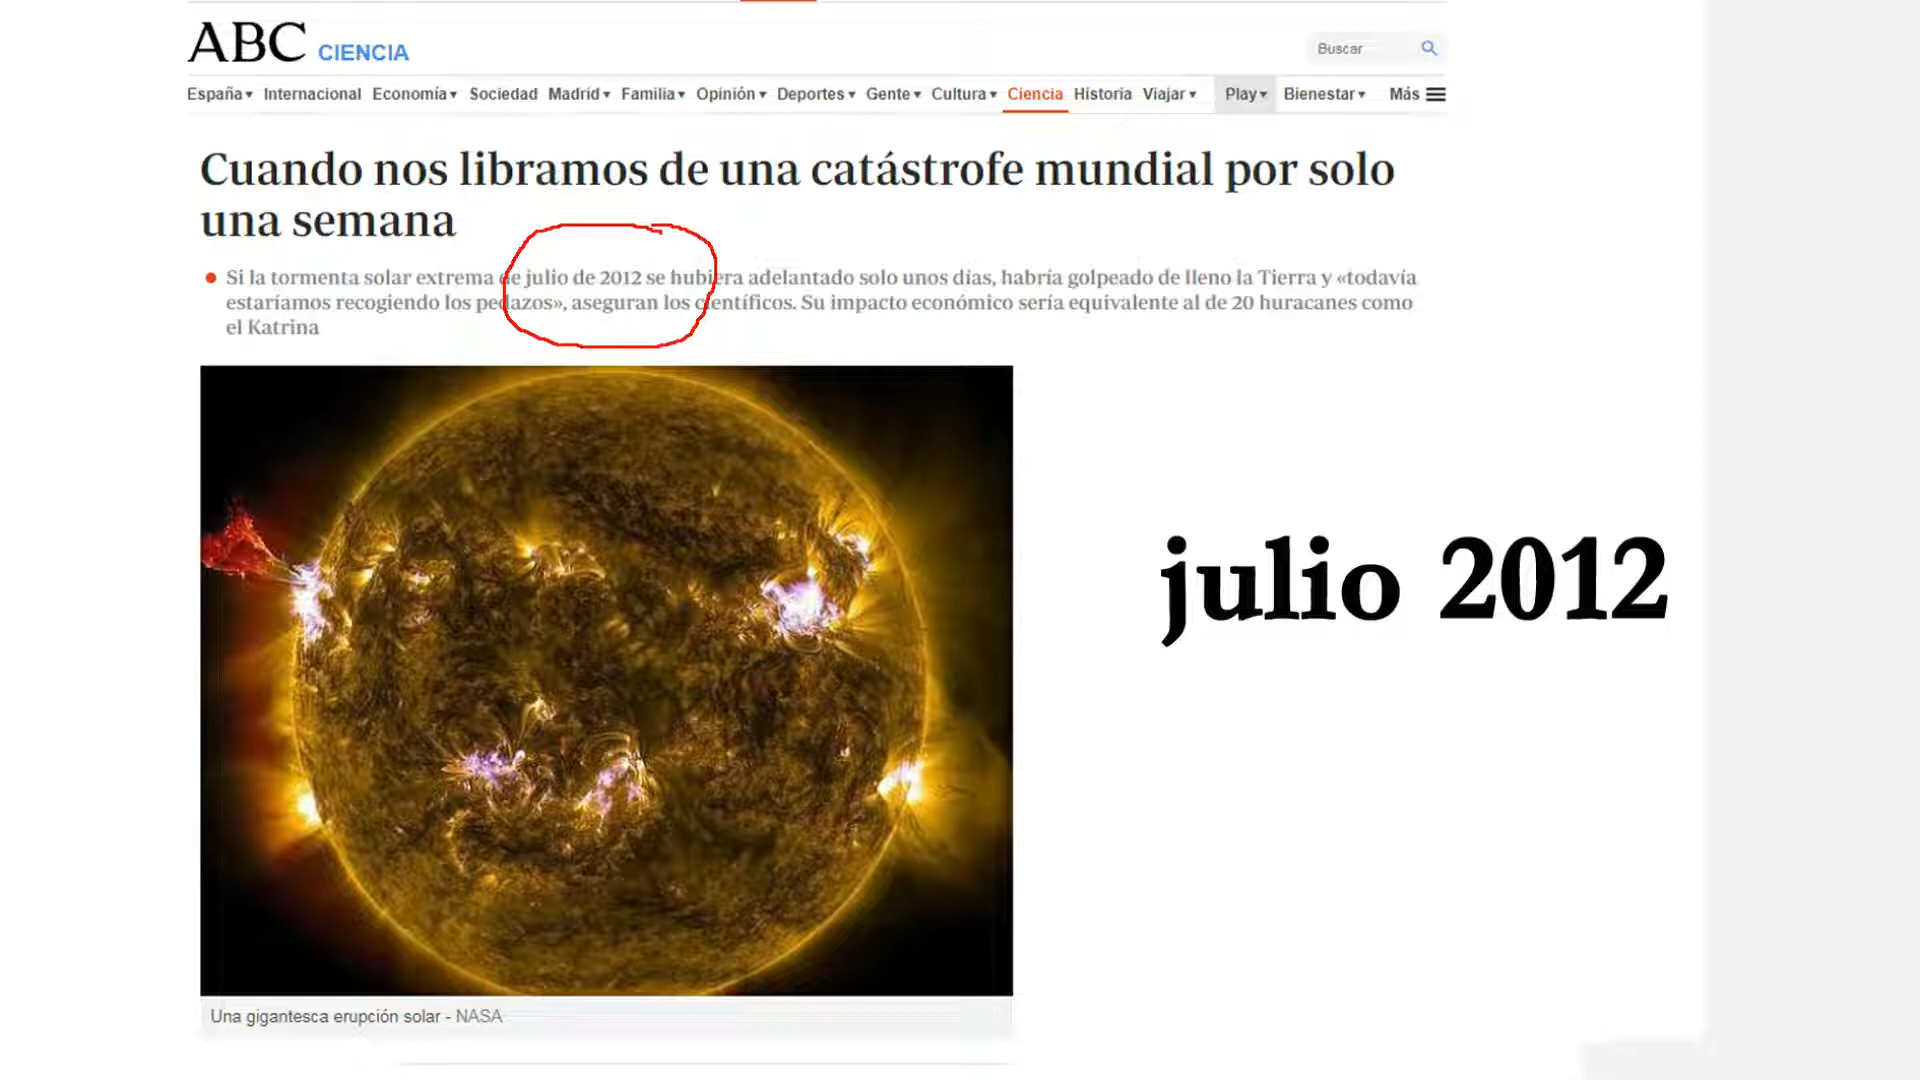 ABC CIENCIA
Buscar
España Internacional Economía Sociedad Madrid Familia Opinión Deportes Gente Cultura Ciencia Historia Viajar Play Bienestar Más
Cuando nos libramos de una catástrofe mundial por solo
una semana
Si la tormenta solar extrema de julio de 2012 se hubiera adelantado solo unos días, habría golpeado de lleno la Tierra y «todavía
estaríamos recogiendo los pedazos», aseguran los científicos. Su impacto económico sería equivalente al de 20 huracanes como
el Katrina
julio 2012
Una gigantesca erupción solar - NASA